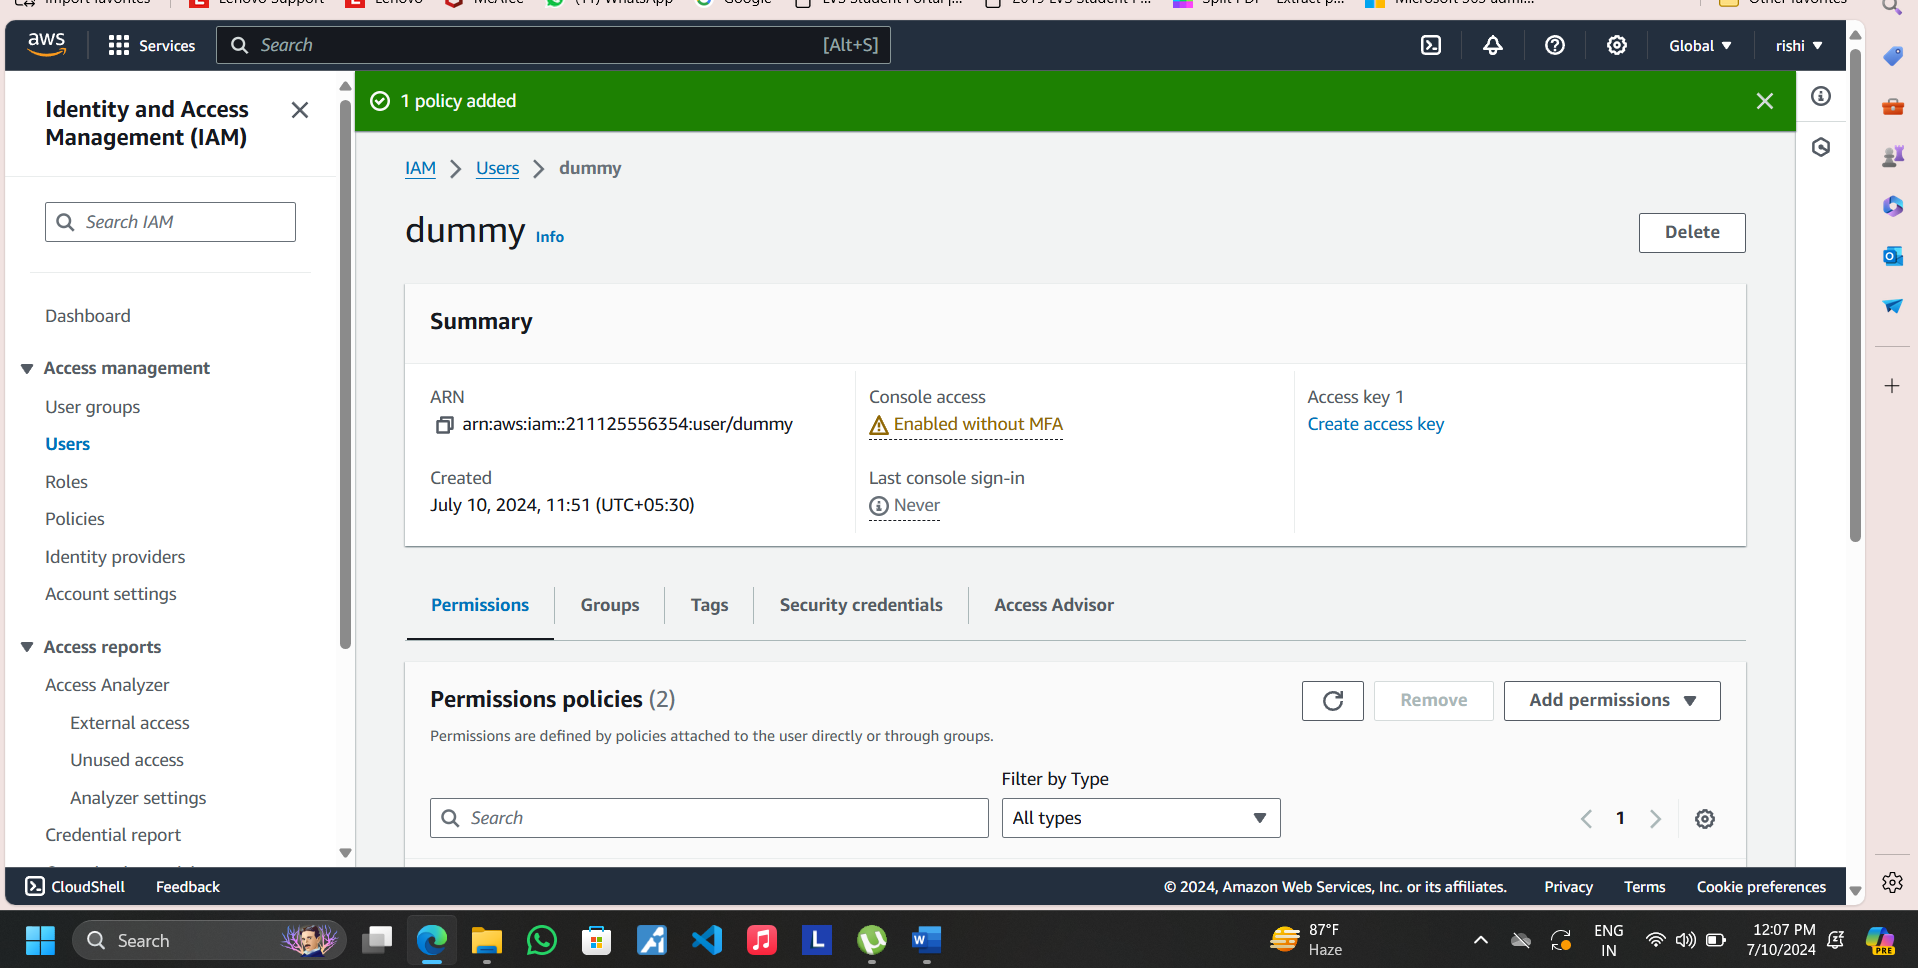 Import favorites
Lenovo Support
Lenovo
McAfee
(11) WhatsApp
Google
LVS Student Portal |...
2019 LVS Student P...
Split PDF - Extract p...
Microsoft 365 admi...
Other favorites
aws
Services
Search
[Alt+S]
Global
rishi
Identity and Access
Management (IAM)
Search IAM
Dashboard
Access management
User groups
Users
Roles
Policies
Identity providers
Account settings
Access reports
Access Analyzer
External access
Unused access
Analyzer settings
Credential report
1 policy added
IAM > Users > dummy
dummy Info
Delete
Summary
ARN
arn:aws:iam::211125556354:user/dummy
Created
July 10, 2024, 11:51 (UTC+05:30)
Console access
Enabled without MFA
Last console sign-in
Never
Access key 1
Create access key
Permissions
Groups
Tags
Security credentials
Access Advisor
Permissions policies (2)
Remove
Add permissions
Permissions are defined by policies attached to the user directly or through groups.
Filter by Type
Search
All types
1
CloudShell
Feedback
© 2024, Amazon Web Services, Inc. or its affiliates.
Privacy
Terms
Cookie preferences
Search
87°F
Haze
ENG
IN
12:07 PM
7/10/2024
PRE